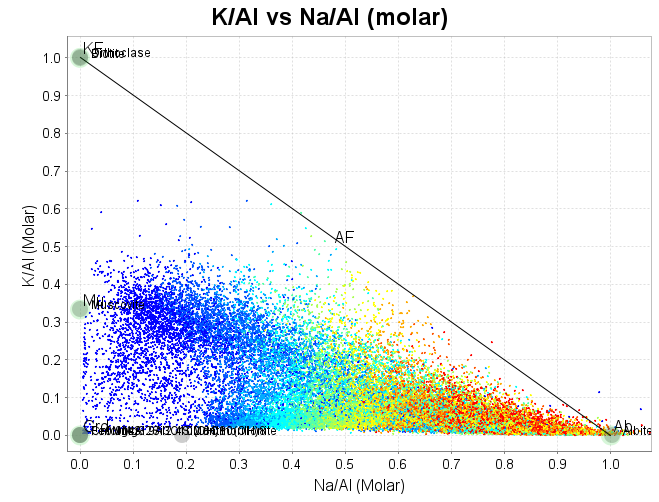 K/Al vs Na/Al (molar)
K/Al (Molar)
1.0
0.9
0.8
0.7
0.6
0.5
0.4
0.3
0.2
0.1
0.0
KF
AF
Ab
Albite
0.0 0.1 0.2 0.3 0.4 0.5 0.6 0.7 0.8 0.9 1.0
Na/Al (Molar)